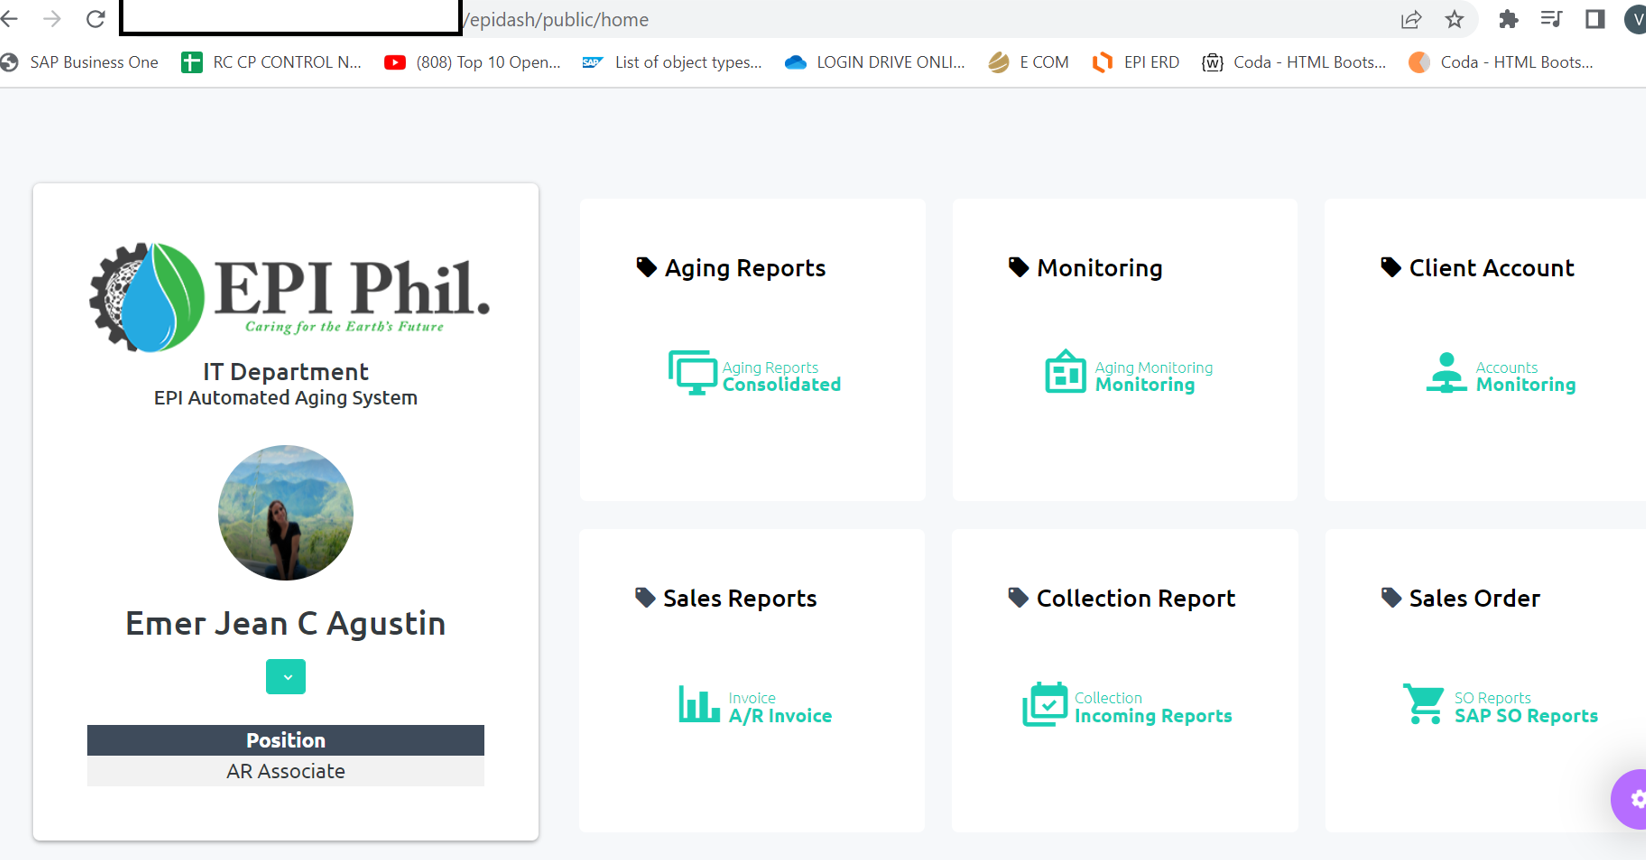 /epidash/public/home
V
SAP Business One
RC CP CONTROL N...
(808) Top 10 Open...
SAP
List of object types...
LOGIN DRIVE ONLI...
E COM
EPI ERD
W
Coda - HTML Boots...
Coda - HTML Boots...
EPI Phil.
Caring for the Earth's Future
IT Department
EPI Automated Aging System
Emer Jean C Agustin
Position
AR Associate
Aging Reports
Aging Reports
Consolidated
Monitoring
Aging Monitoring
Monitoring
Client Account
Accounts
Monitoring
Sales Reports
Invoice
A/R Invoice
Collection Report
Collection
Incoming Reports
Sales Order
SO Reports
SAP SO Reports